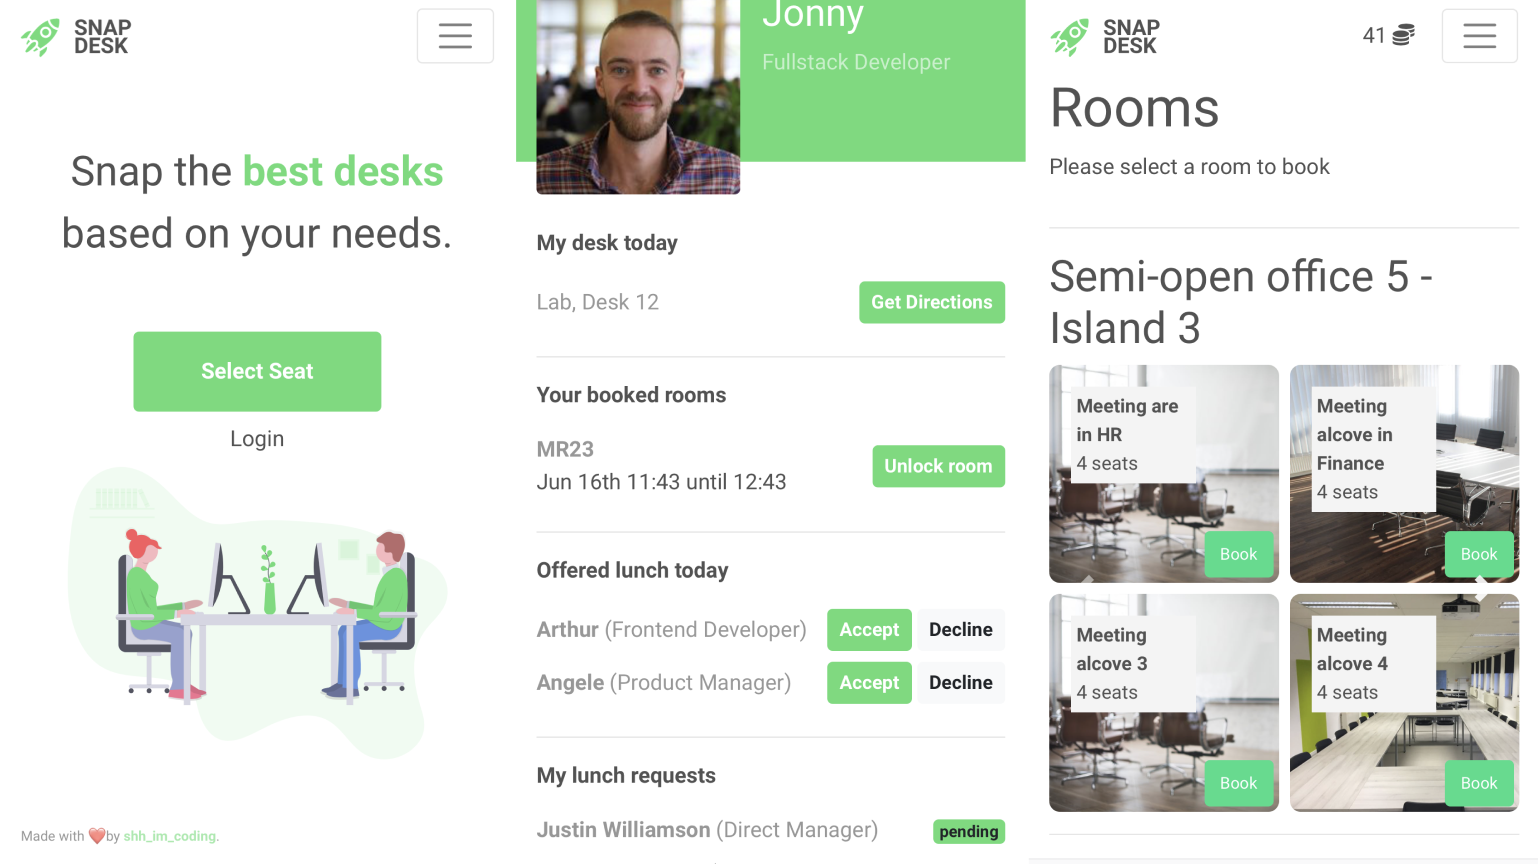 SNAP
DESK
Snap the best desks
based on your needs.
Select Seat
Login
Made with ❤️by shh_im_coding.
Jonny
Fullstack Developer
My desk today
Lab, Desk 12
Get Directions
Your booked rooms
MR23
Jun 16th 11:43 until 12:43
Unlock room
Offered lunch today
Arthur (Frontend Developer) Accept Decline
Angele (Product Manager) Accept Decline
My lunch requests
Justin Williamson (Direct Manager) pending
SNAP
DESK
41
Rooms
Please select a room to book
Semi-open office 5 -
Island 3
Meeting are
in HR
4 seats
Book
Meeting
alcove in
Finance
4 seats
Book
Meeting
alcove 3
4 seats
Book
Meeting
alcove 4
4 seats
Book